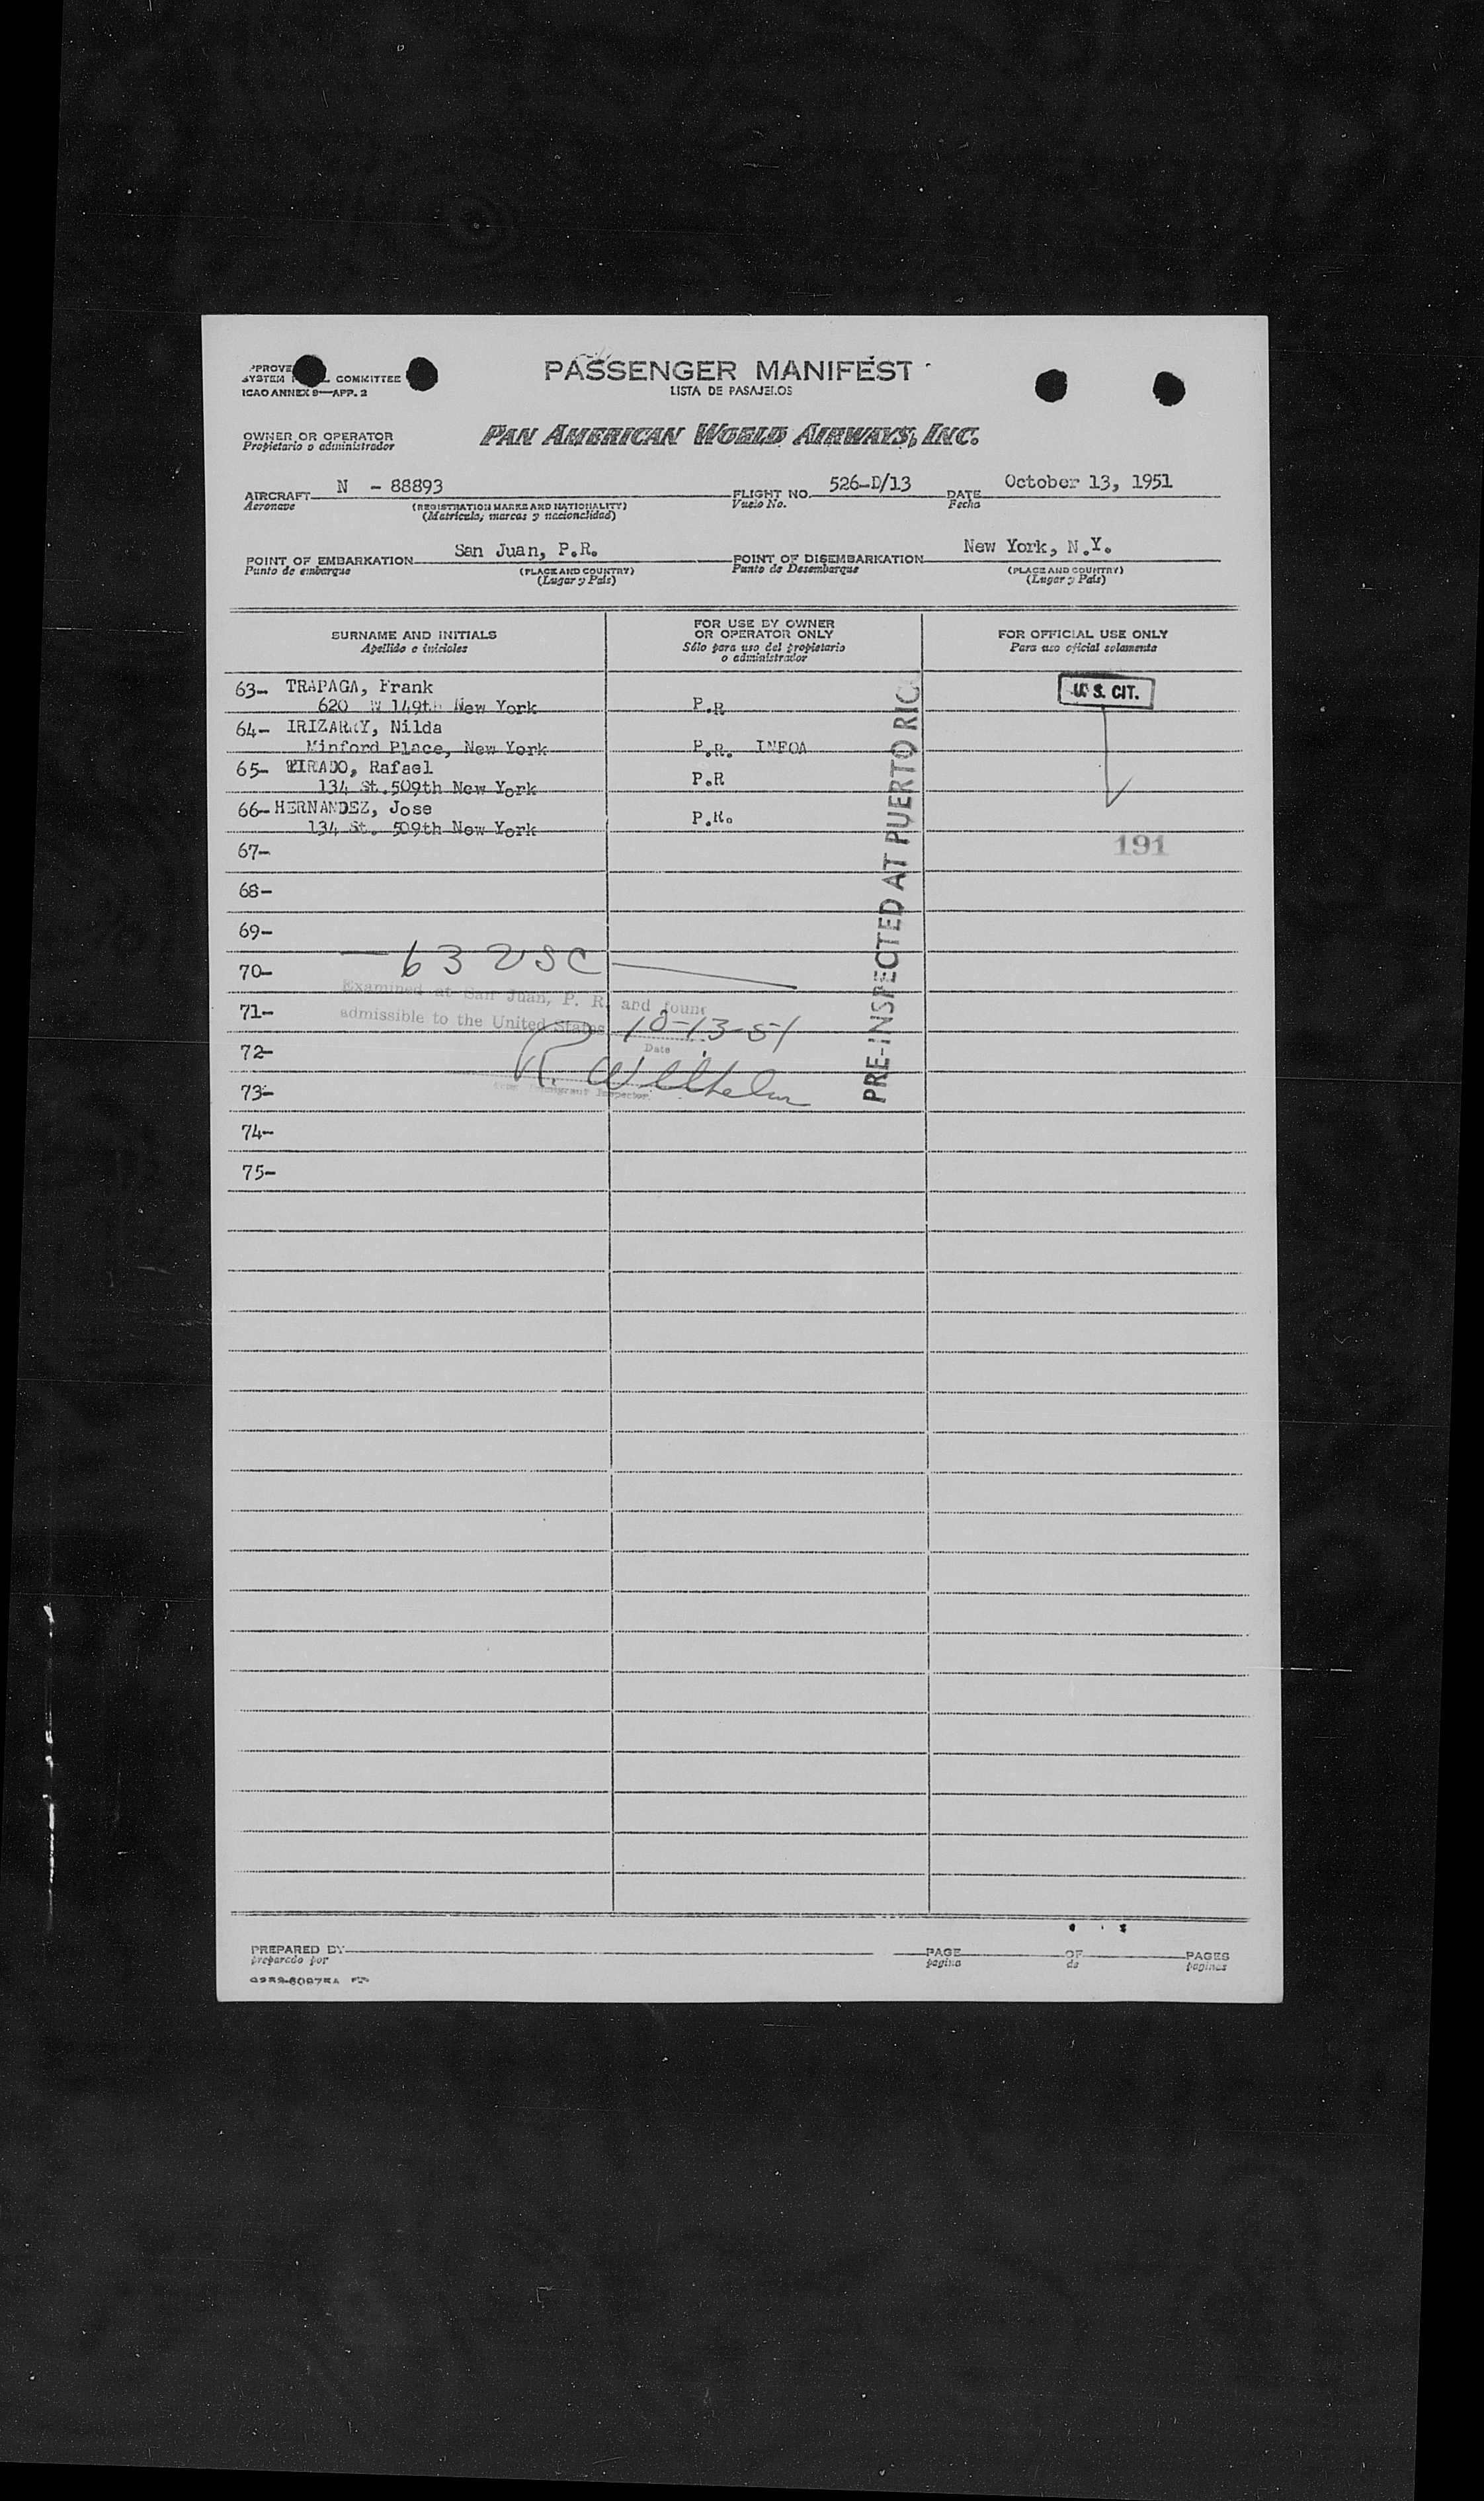 PASSENGER MANIFEST
LISTA DE PASAJEROS
COMMITTEE
ICAO ANNEX 9—APP. 2
OWNER OR OPERATOR
Propietario o administrador
PAN AMERICAN WORLD AIRWAYS, INC.
AIRCRAFT N - 88893 FLIGHT NO. 526-D/13 DATE October 13, 1951
Aeronave (REGISTRATION MARKS AND NATIONALITY) Vuelo No. Fecha
(Matricula, marcas y nacionalidad)
POINT OF EMBARKATION San Juan, P.R. POINT OF DISEMBARKATION New York, N.Y.
Punto de embarque (PLACE AND COUNTRY) Punto de Desembarque (PLACE AND COUNTRY)
(Lugar y País) (Lugar y País)
SURNAME AND INITIALS
Apellido e iniciales
FOR USE BY OWNER
OR OPERATOR ONLY
Sólo para uso del propietario
o administrador
FOR OFFICIAL USE ONLY
Para uso oficial solamente
63- TRAPAGA, Frank
620 W 149th New York P.R
U. S. CIT.
64- IRIZARRY, Nilda
Minford Place, New York P.R. INFOA
65- TIRADO, Rafael
134 St. 509th New York P.R
66- HERNANDEZ, Jose
134 St. 509th New York P.R.
67-
191
68-
69-
70-
63 USC
Examined at San Juan, P. R. and found
71-
admissible to the United States 10-13-51
Date
72-
R. Wilhelm
73-
Immigrant Inspector
74-
75-
PRE-INSPECTED AT PUERTO RICO
PREPARED BY PAGE OF PAGES
preparado por pagina de paginas